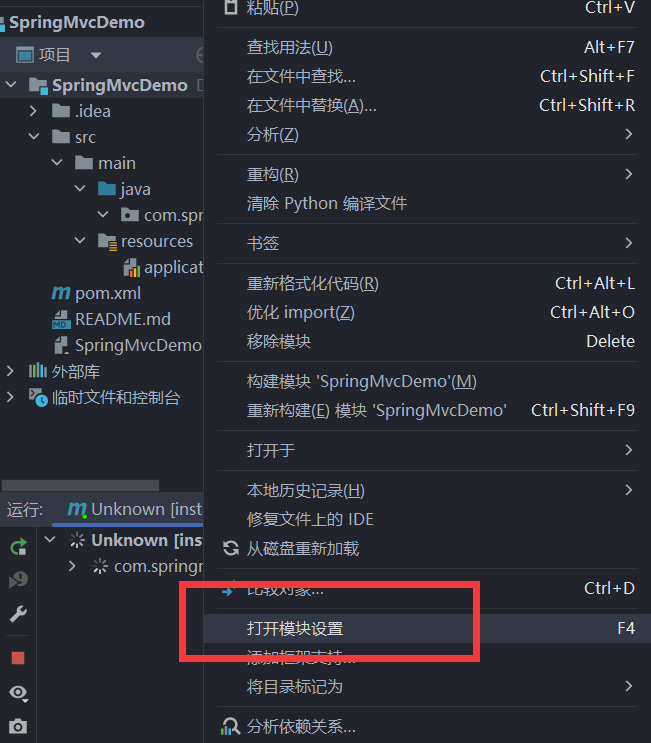 SpringMvcDemo
项目
SpringMvcDemo
.idea
src
main
java
com.spr
resources
applicat
pom.xml
README.md
SpringMvcDemo
外部库
临时文件和控制台
运行:
Unknown [inst
Unknown [ins
com.springr
粘贴(P) Ctrl+V
查找用法(U) Alt+F7
在文件中查找... Ctrl+Shift+F
在文件中替换(A)... Ctrl+Shift+R
分析(Z)
重构(R)
清除 Python 编译文件
书签
重新格式化代码(R) Ctrl+Alt+L
优化 import(Z) Ctrl+Alt+O
移除模块 Delete
构建模块 'SpringMvcDemo'(M)
重新构建(E) 模块 'SpringMvcDemo' Ctrl+Shift+F9
打开于
本地历史记录(H)
修复文件上的 IDE
从磁盘重新加载
比较对象... Ctrl+D
打开模块设置 F4
添加框架支持...
将目录标记为
分析依赖关系...